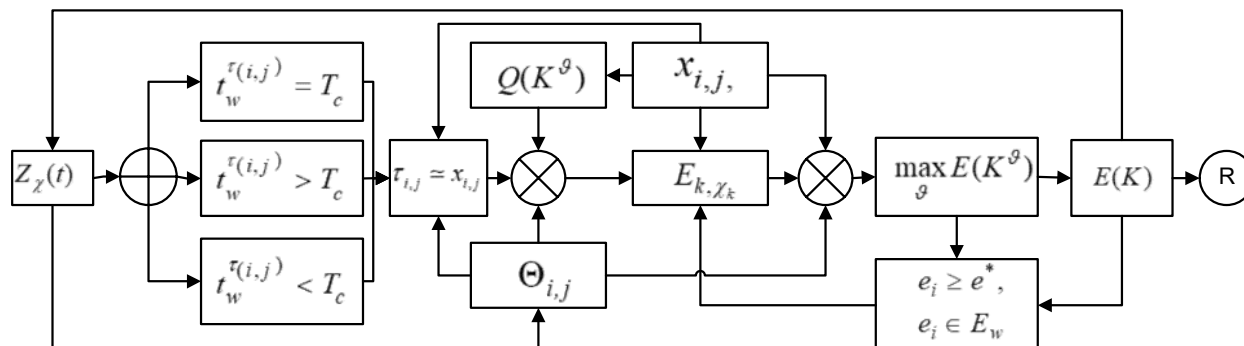 Z_χ(t)
t_w^{τ(i,j)} = T_c
t_w^{τ(i,j)} > T_c
t_w^{τ(i,j)} < T_c
τ_{i,j} ≃ x_{i,j}
Q(K^ϑ)
x_{i,j,}
E_{k,χ_k}
Θ_{i,j}
max_ϑ E(K^ϑ)
E(K)
R
e_i ≥ e^*,
e_i ∈ E_w